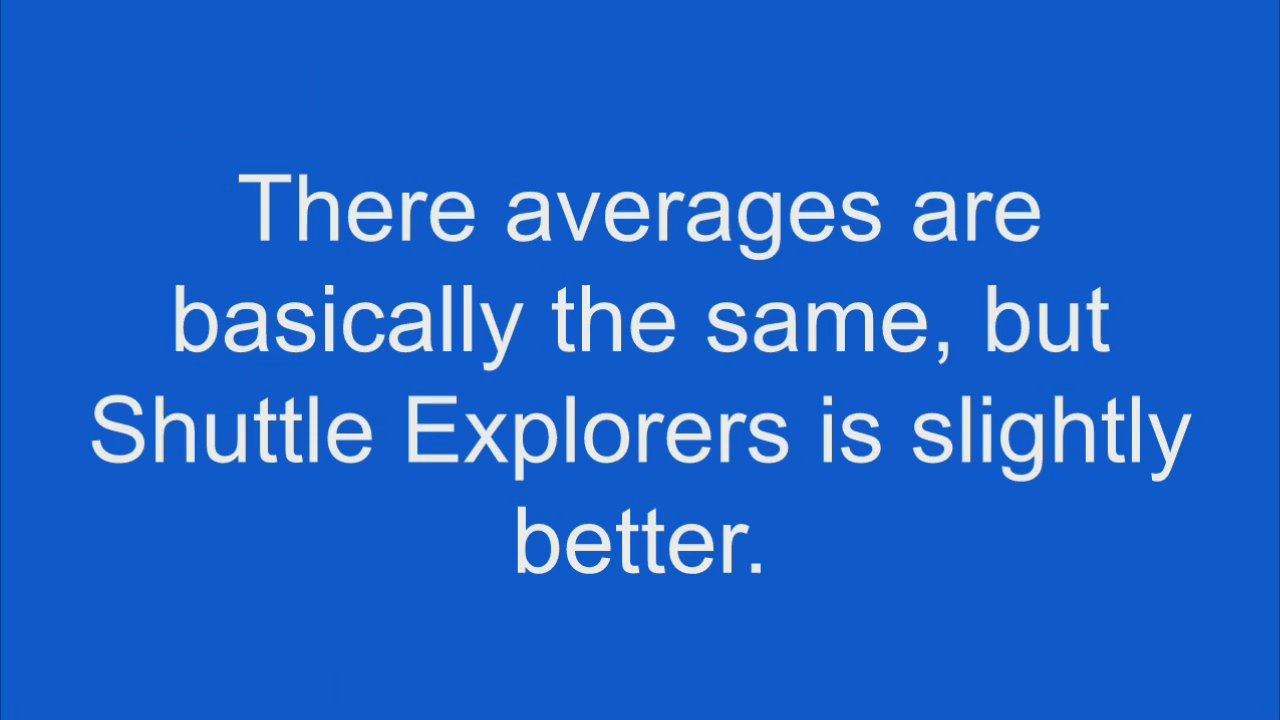 There averages are
basically the same, but
Shuttle Explorers is slightly
better.